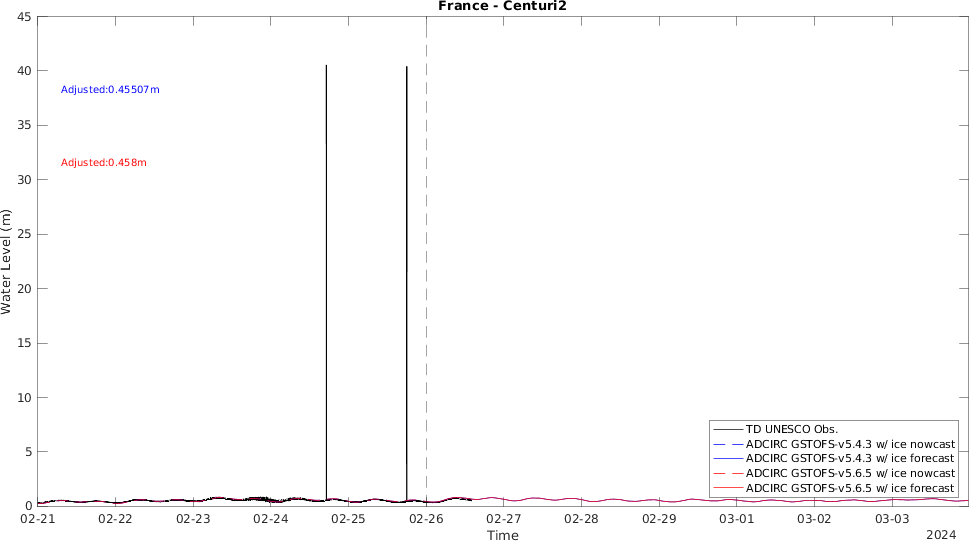 France - Centuri2
45
40
35
30
25
20
15
10
5
0
Water Level (m)
Adjusted:0.45507m
Adjusted:0.458m
TD UNESCO Obs.
ADCIRC GSTOFS-v5.4.3 w/ ice nowcast
ADCIRC GSTOFS-v5.4.3 w/ ice forecast
ADCIRC GSTOFS-v5.6.5 w/ ice nowcast
ADCIRC GSTOFS-v5.6.5 w/ ice forecast
02-21 02-22 02-23 02-24 02-25 02-26 02-27 02-28 02-29 03-01 03-02 03-03
Time
2024